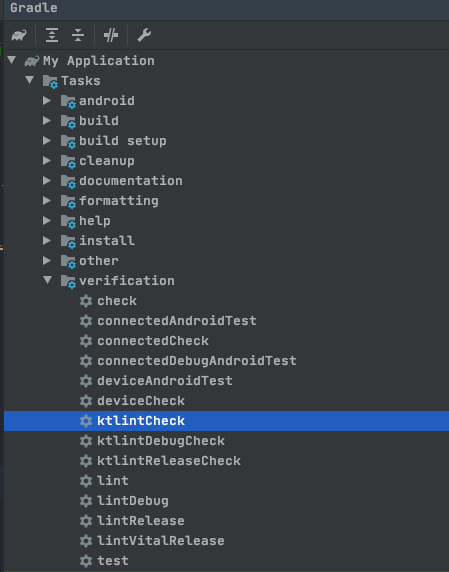 Gradle
My Application
Tasks
android
build
build setup
cleanup
documentation
formatting
help
install
other
verification
check
connectedAndroidTest
connectedCheck
connectedDebugAndroidTest
deviceAndroidTest
deviceCheck
ktlintCheck
ktlintDebugCheck
ktlintReleaseCheck
lint
lintDebug
lintRelease
lintVitalRelease
test